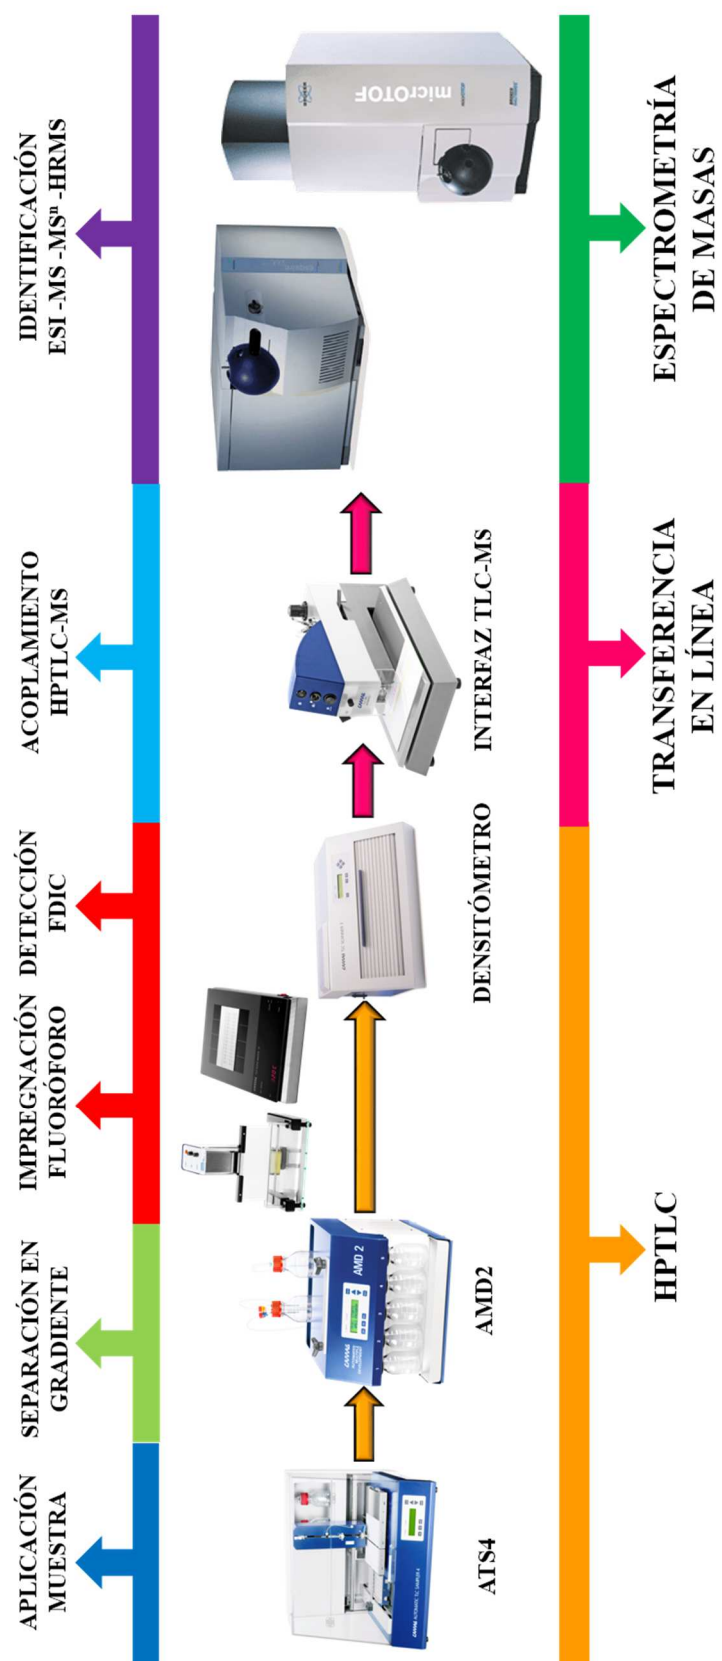 APLICACIÓN
MUESTRA
SEPARACIÓN EN
GRADIENTE
IMPREGNACIÓN
FLUORÓFORO
DETECCIÓN
FDIC
ACOPLAMIENTO
HPTLC-MS
IDENTIFICACIÓN
ESI -MS -MSⁿ -HRMS
AMD 2
CAMAG
micrOTOF
ATS4
AMD2
DENSITÓMETRO
INTERFAZ TLC-MS
HPTLC
TRANSFERENCIA
EN LÍNEA
ESPECTROMETRÍA
DE MASAS